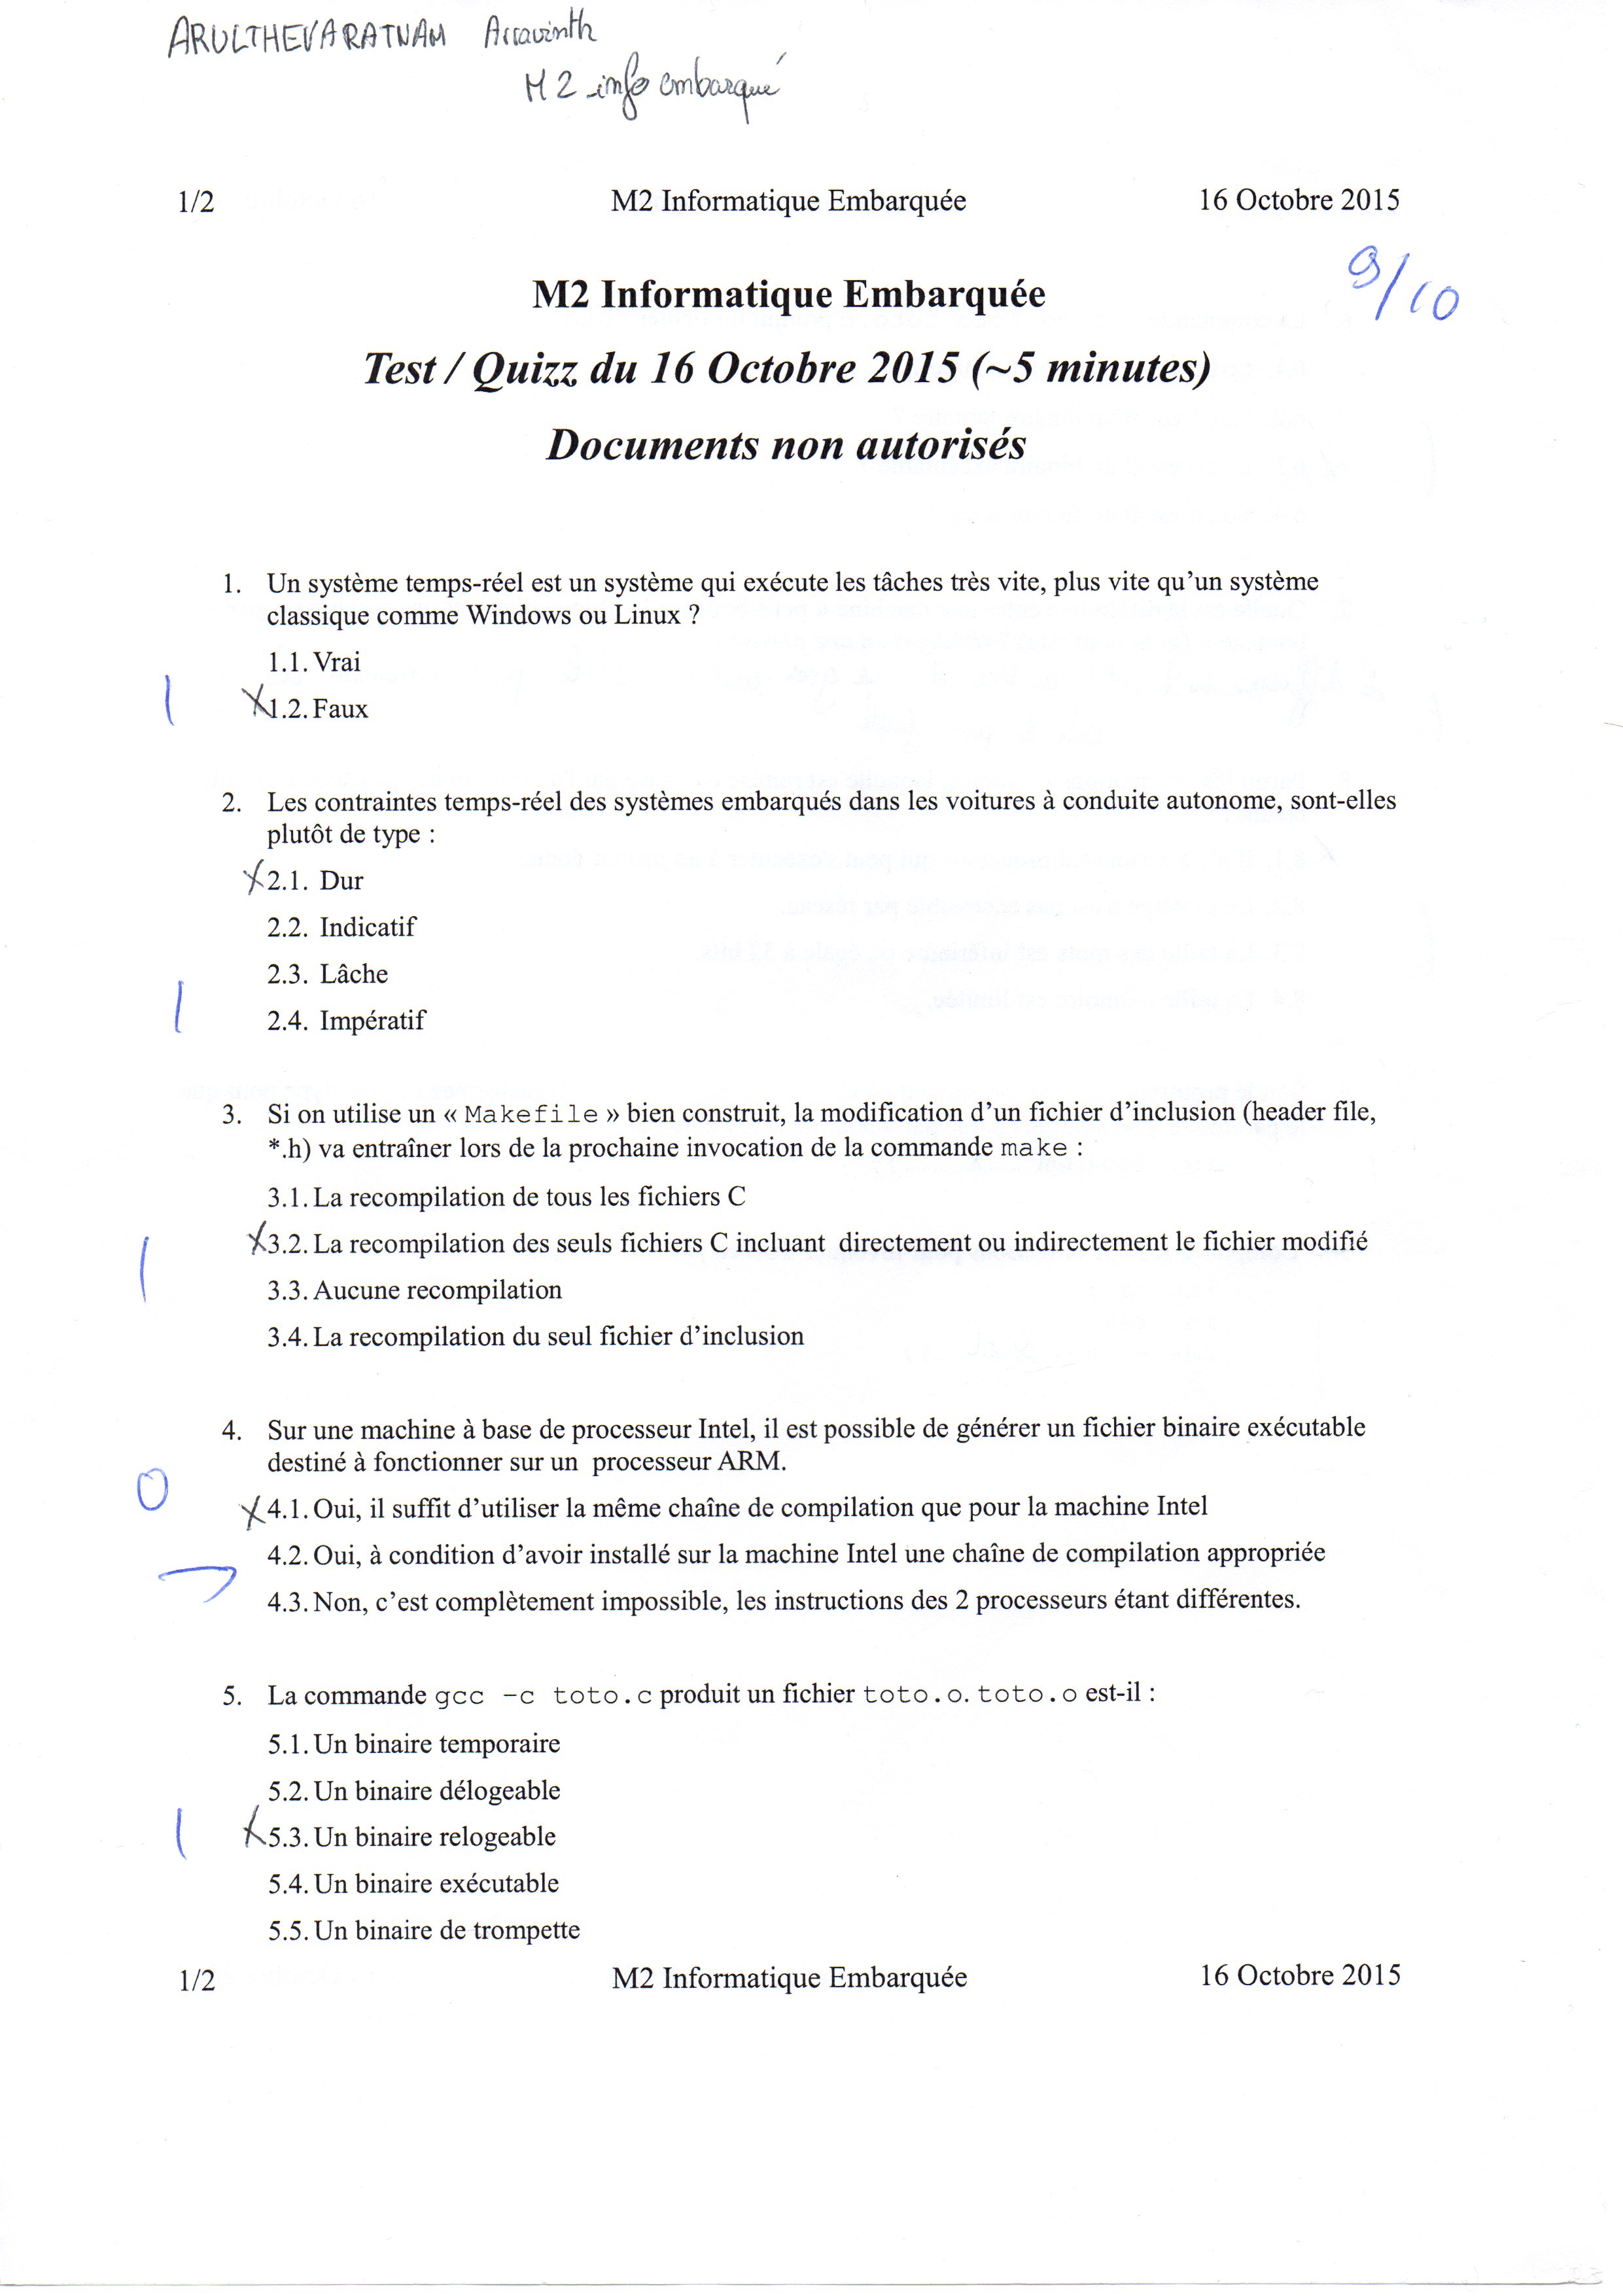 ARULTHEVARATNAM Arravinth
M2 info embarqué
1/2 M2 Informatique Embarquée 16 Octobre 2015
9/10
M2 Informatique Embarquée
Test / Quizz du 16 Octobre 2015 (~5 minutes)
Documents non autorisés
1. Un système temps-réel est un système qui exécute les tâches très vite, plus vite qu’un système
classique comme Windows ou Linux ?
1.1. Vrai
1 X 1.2. Faux
2. Les contraintes temps-réel des systèmes embarqués dans les voitures à conduite autonome, sont-elles
plutôt de type :
X 2.1. Dur
2.2. Indicatif
2.3. Lâche
1 2.4. Impératif
3. Si on utilise un « Makefile » bien construit, la modification d’un fichier d’inclusion (header file,
*.h) va entraîner lors de la prochaine invocation de la commande make :
3.1. La recompilation de tous les fichiers C
1 X 3.2. La recompilation des seuls fichiers C incluant directement ou indirectement le fichier modifié
3.3. Aucune recompilation
3.4. La recompilation du seul fichier d’inclusion
4. Sur une machine à base de processeur Intel, il est possible de générer un fichier binaire exécutable
destiné à fonctionner sur un processeur ARM.
0 X 4.1. Oui, il suffit d’utiliser la même chaîne de compilation que pour la machine Intel
4.2. Oui, à condition d’avoir installé sur la machine Intel une chaîne de compilation appropriée
4.3. Non, c’est complètement impossible, les instructions des 2 processeurs étant différentes.
5. La commande gcc -c toto.c produit un fichier toto.o. toto.o est-il :
5.1. Un binaire temporaire
5.2. Un binaire délogeable
1 X 5.3. Un binaire relogeable
5.4. Un binaire exécutable
5.5. Un binaire de trompette
1/2 M2 Informatique Embarquée 16 Octobre 2015